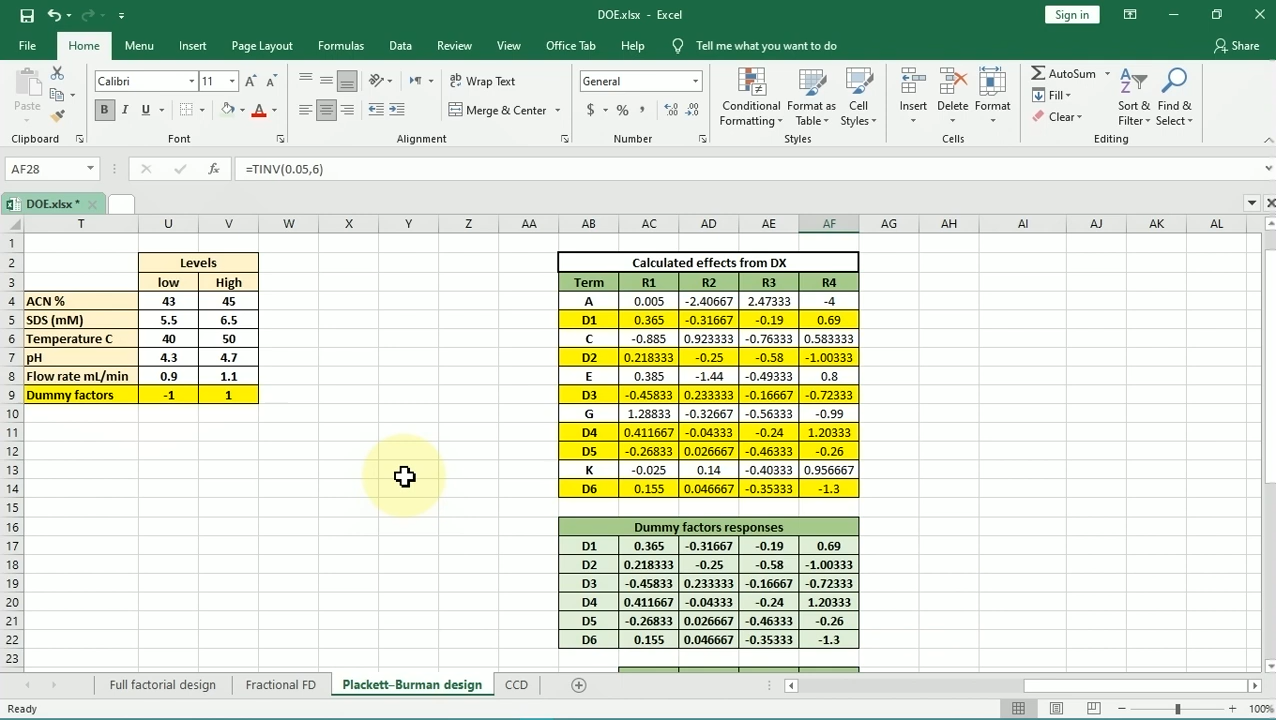 DOE.xlsx - Excel
Sign in
File Home Menu Insert Page Layout Formulas Data Review View Office Tab Help Tell me what you want to do Share
Paste
Calibri 11
B I U
Wrap Text
Merge & Center
General
$ % ,
Conditional Formatting
Format as Table
Cell Styles
Insert Delete Format
AutoSum
Fill
Clear
Sort & Filter
Find & Select
Clipboard Font Alignment Number Styles Cells Editing
AF28 fx =TINV(0.05,6)
DOE.xlsx *
T U V W X Y Z AA AB AC AD AE AF AG AH AI AJ AK AL
1
2 Levels Calculated effects from DX
3 low High Term R1 R2 R3 R4
4 ACN % 43 45 A 0.005 -2.40667 2.47333 -4
5 SDS (mM) 5.5 6.5 D1 0.365 -0.31667 -0.19 0.69
6 Temperature C 40 50 C -0.885 0.923333 -0.76333 0.583333
7 pH 4.3 4.7 D2 0.218333 -0.25 -0.58 -1.00333
8 Flow rate mL/min 0.9 1.1 E 0.385 -1.44 -0.49333 0.8
9 Dummy factors -1 1 D3 -0.45833 0.233333 -0.16667 -0.72333
10 G 1.28833 -0.32667 -0.56333 -0.99
11 D4 0.411667 -0.04333 -0.24 1.20333
12 D5 -0.26833 0.026667 -0.46333 -0.26
13 K -0.025 0.14 -0.40333 0.956667
14 D6 0.155 0.046667 -0.35333 -1.3
15
16 Dummy factors responses
17 D1 0.365 -0.31667 -0.19 0.69
18 D2 0.218333 -0.25 -0.58 -1.00333
19 D3 -0.45833 0.233333 -0.16667 -0.72333
20 D4 0.411667 -0.04333 -0.24 1.20333
21 D5 -0.26833 0.026667 -0.46333 -0.26
22 D6 0.155 0.046667 -0.35333 -1.3
23
Full factorial design Fractional FD Plackett–Burman design CCD
Ready 100%